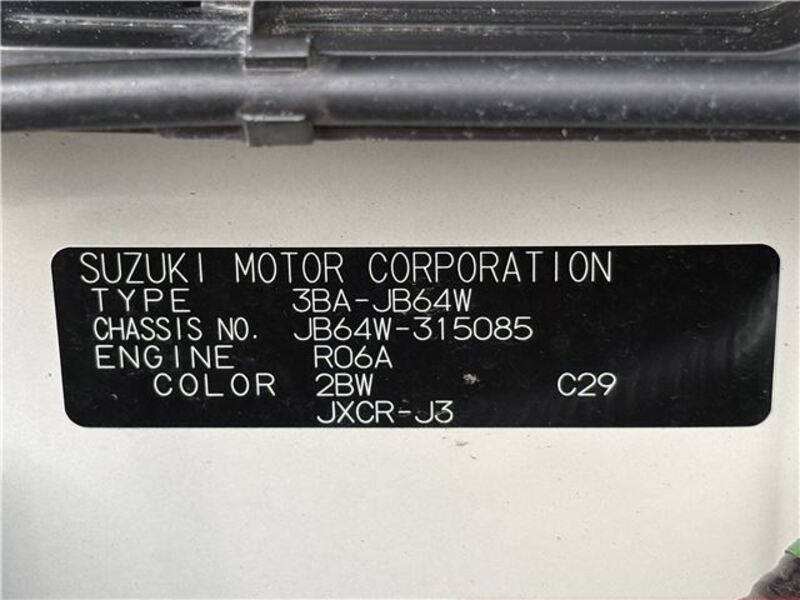 SUZUKI MOTOR CORPORATION
TYPE 3BA-JB64W
CHASSIS NO. JB64W-315085
ENGINE R06A
COLOR 2BW C29
JXCR-J3